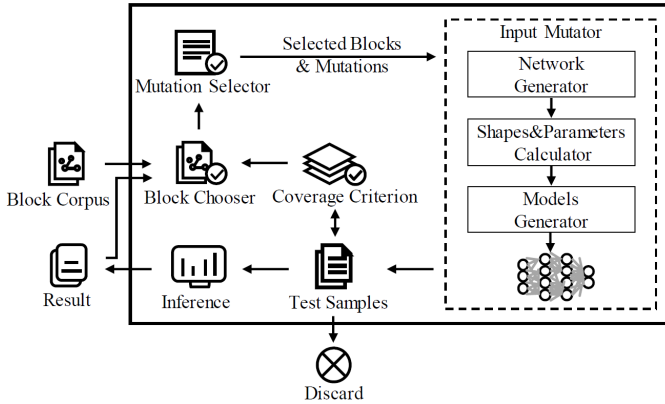 Selected Blocks
& Mutations
Mutation Selector
Input Mutator
Network
Generator
Shapes&Parameters
Calculator
Models
Generator
Block Corpus
Block Chooser
Coverage Criterion
Result
Inference
Test Samples
Discard